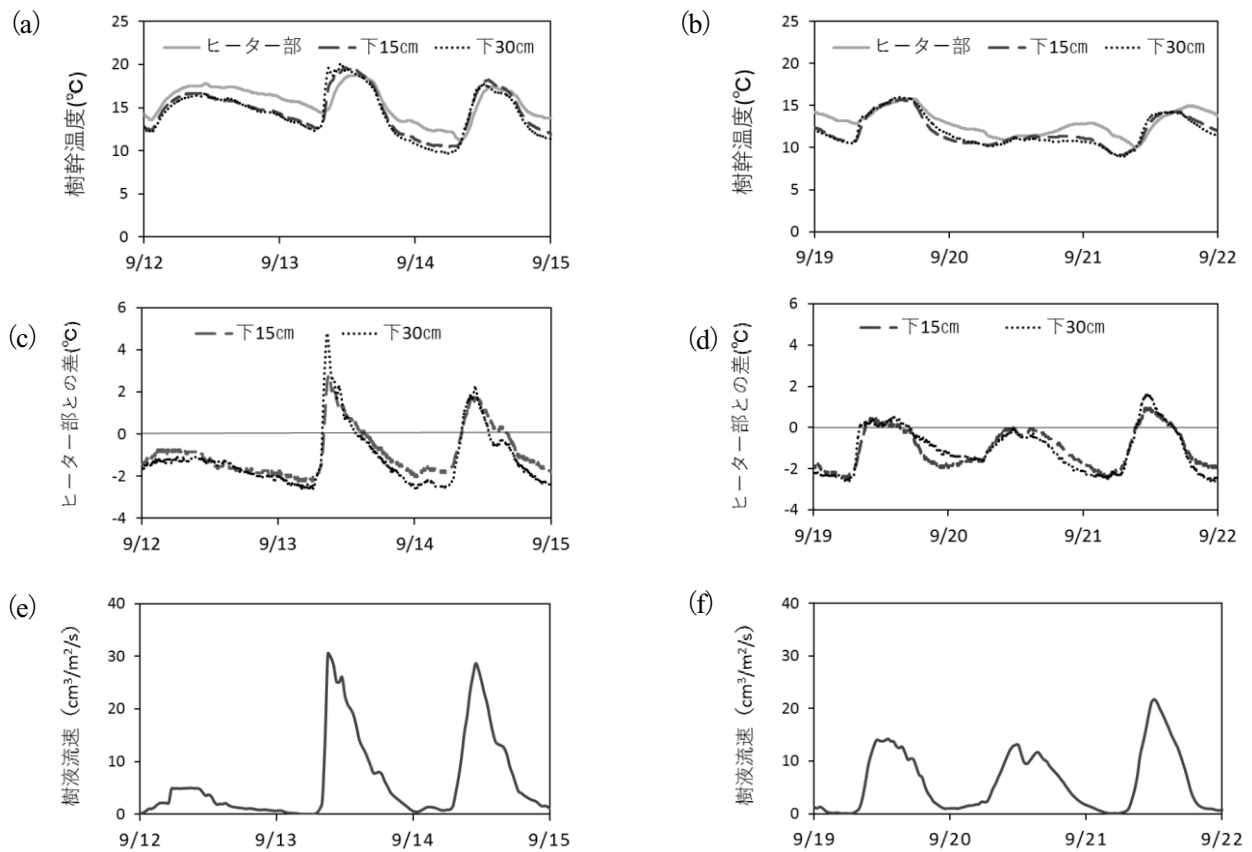 (a)
樹幹温度(℃)
25
20
15
10
5
0
ヒーター部 下15㎝ 下30㎝
9/12 9/13 9/14 9/15
(b)
樹幹温度(℃)
25
20
15
10
5
0
ヒーター部 下15㎝ 下30㎝
9/19 9/20 9/21 9/22
(c)
ヒーター部との差(℃)
6
4
2
0
-2
-4
下15㎝ 下30㎝
9/12 9/13 9/14 9/15
(d)
ヒーター部との差(℃)
6
4
2
0
-2
-4
下15㎝ 下30㎝
9/19 9/20 9/21 9/22
(e)
樹液流速（cm³/m²/s)
40
30
20
10
0
9/12 9/13 9/14 9/15
(f)
樹液流速（cm³/m²/s)
40
30
20
10
0
9/19 9/20 9/21 9/22